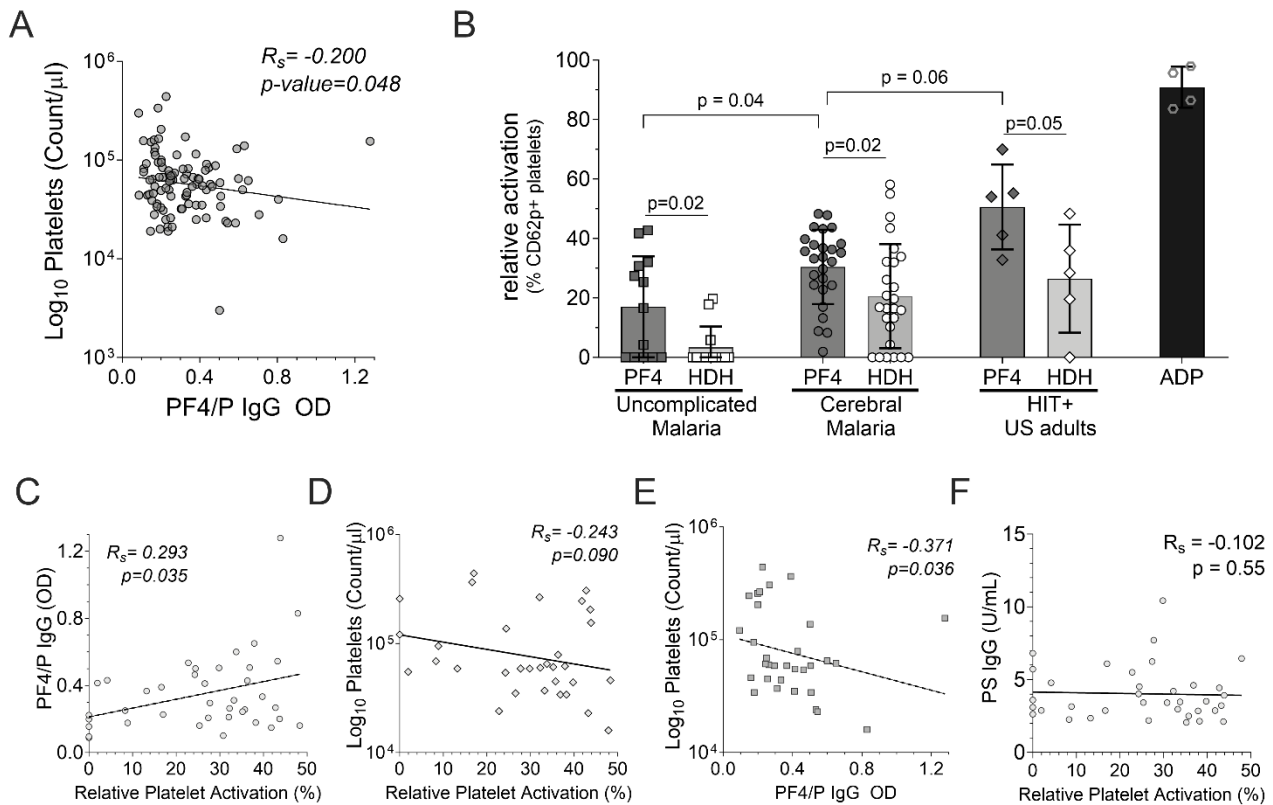 A
Log10 Platelets (Count/µl)
10^6
10^5
10^4
10^3
Rs= -0.200
p-value=0.048
0.0 0.4 0.8 1.2
PF4/P IgG OD
B
relative activation
(% CD62p+ platelets)
100
80
60
40
20
0
p = 0.04
p = 0.06
p=0.02
p=0.02
p=0.05
PF4 HDH PF4 HDH PF4 HDH ADP
Uncomplicated
Malaria
Cerebral
Malaria
HIT+
US adults
C
PF4/P IgG (OD)
1.2
0.8
0.4
0.0
Rs= 0.293
p=0.035
0 10 20 30 40 50
Relative Platelet Activation (%)
D
Log10 Platelets (Count/µl)
10^6
10^5
10^4
Rs= -0.243
p=0.090
0 10 20 30 40 50
Relative Platelet Activation (%)
E
Log10 Platelets (Count/µl)
10^6
10^5
10^4
Rs= -0.371
p=0.036
0.0 0.4 0.8 1.2
PF4/P IgG OD
F
PS IgG (U/mL)
15
10
5
0
Rs = -0.102
p = 0.55
0 10 20 30 40 50
Relative Platelet Activation (%)